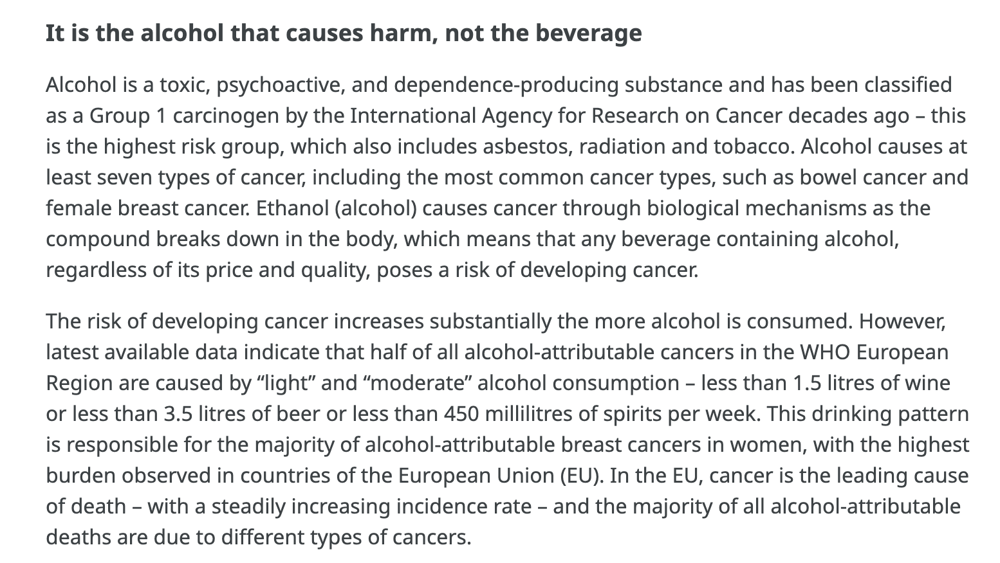 It is the alcohol that causes harm, not the beverage
Alcohol is a toxic, psychoactive, and dependence-producing substance and has been classified
as a Group 1 carcinogen by the International Agency for Research on Cancer decades ago – this
is the highest risk group, which also includes asbestos, radiation and tobacco. Alcohol causes at
least seven types of cancer, including the most common cancer types, such as bowel cancer and
female breast cancer. Ethanol (alcohol) causes cancer through biological mechanisms as the
compound breaks down in the body, which means that any beverage containing alcohol,
regardless of its price and quality, poses a risk of developing cancer.
The risk of developing cancer increases substantially the more alcohol is consumed. However,
latest available data indicate that half of all alcohol-attributable cancers in the WHO European
Region are caused by “light” and “moderate” alcohol consumption – less than 1.5 litres of wine
or less than 3.5 litres of beer or less than 450 millilitres of spirits per week. This drinking pattern
is responsible for the majority of alcohol-attributable breast cancers in women, with the highest
burden observed in countries of the European Union (EU). In the EU, cancer is the leading cause
of death – with a steadily increasing incidence rate – and the majority of all alcohol-attributable
deaths are due to different types of cancers.